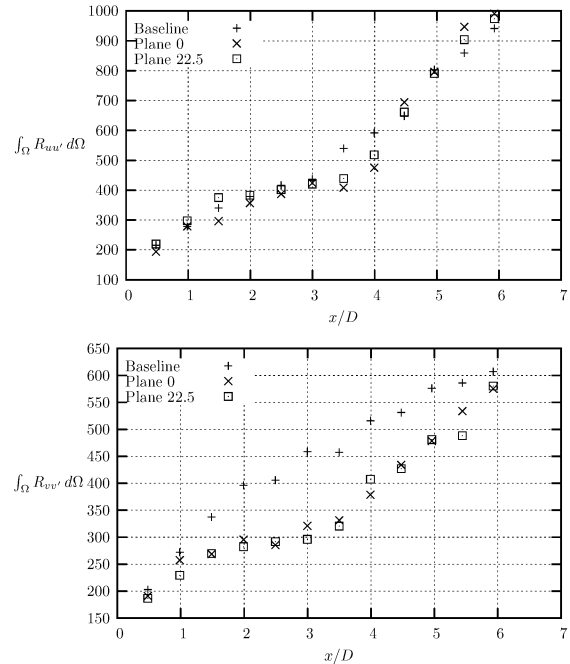 1000
900
800
700
600
500
400
300
200
100
Baseline
Plane 0
Plane 22.5
∫Ω Ruu′ dΩ
0 1 2 3 4 5 6 7
x/D
650
600
550
500
450
400
350
300
250
200
150
Baseline
Plane 0
Plane 22.5
∫Ω Rvv′ dΩ
0 1 2 3 4 5 6 7
x/D